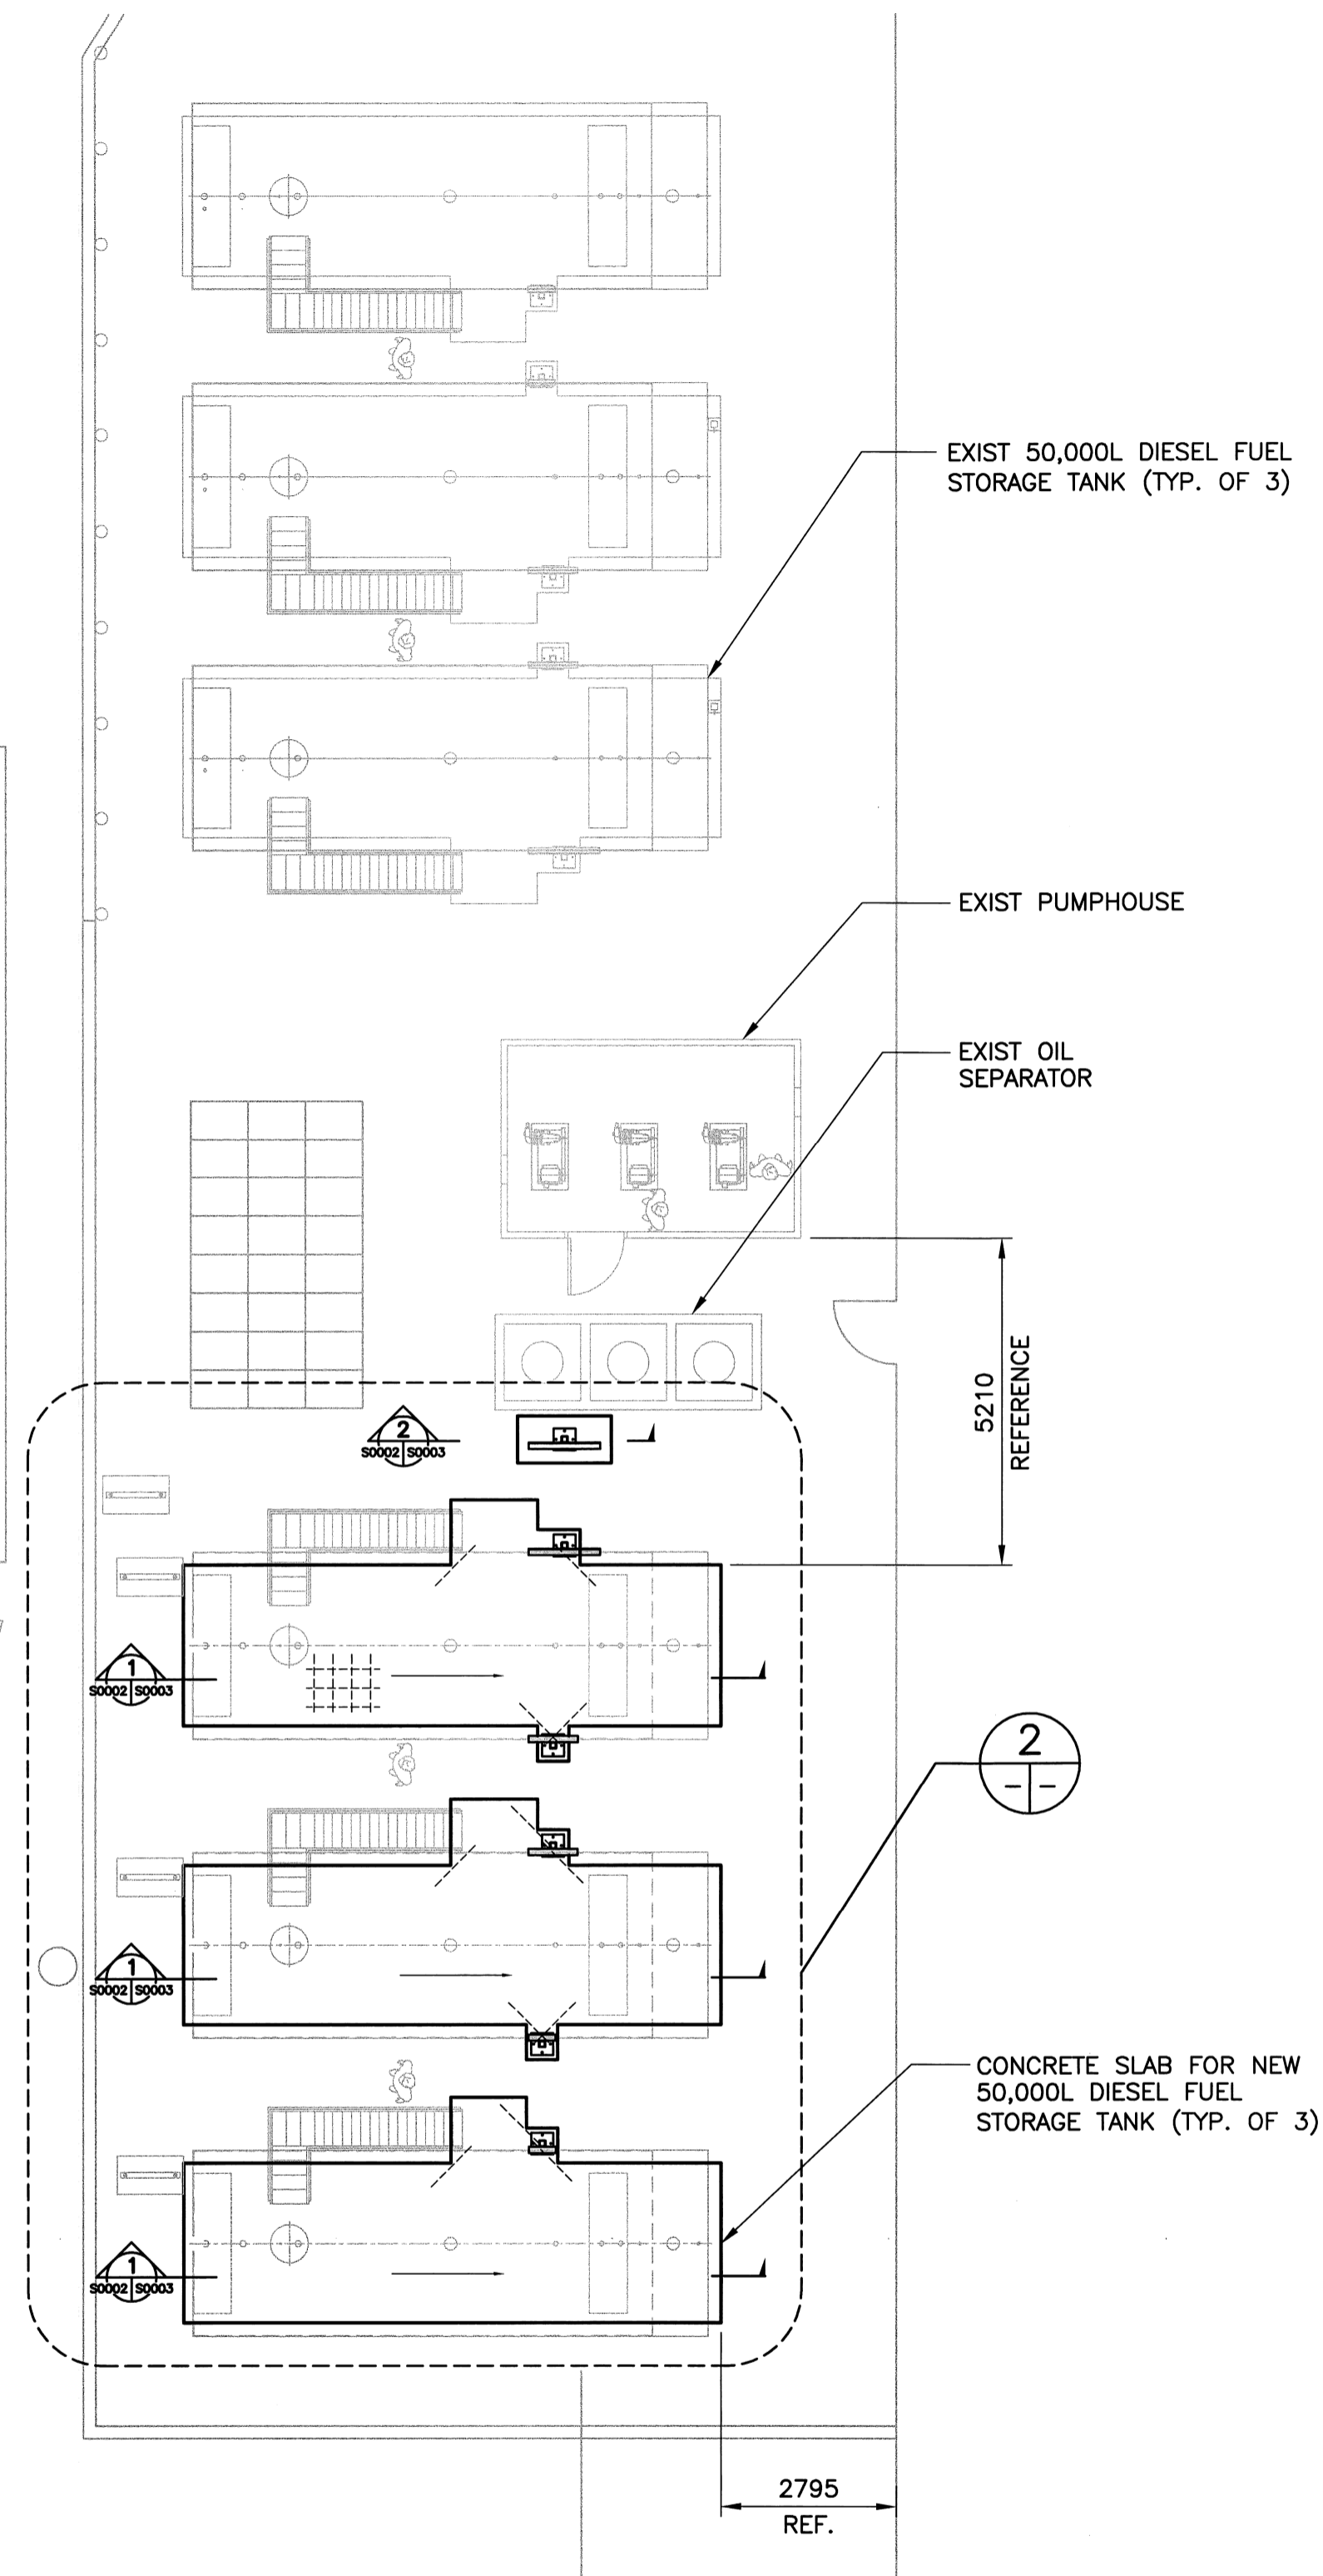 EXIST 50,000L DIESEL FUEL
STORAGE TANK (TYP. OF 3)
EXIST PUMPHOUSE
EXIST OIL
SEPARATOR
5210
REFERENCE
2
S0002 S0003
1
S0002 S0003
2
- -
1
S0002 S0003
CONCRETE SLAB FOR NEW
50,000L DIESEL FUEL
STORAGE TANK (TYP. OF 3)
1
S0002 S0003
2795
REF.